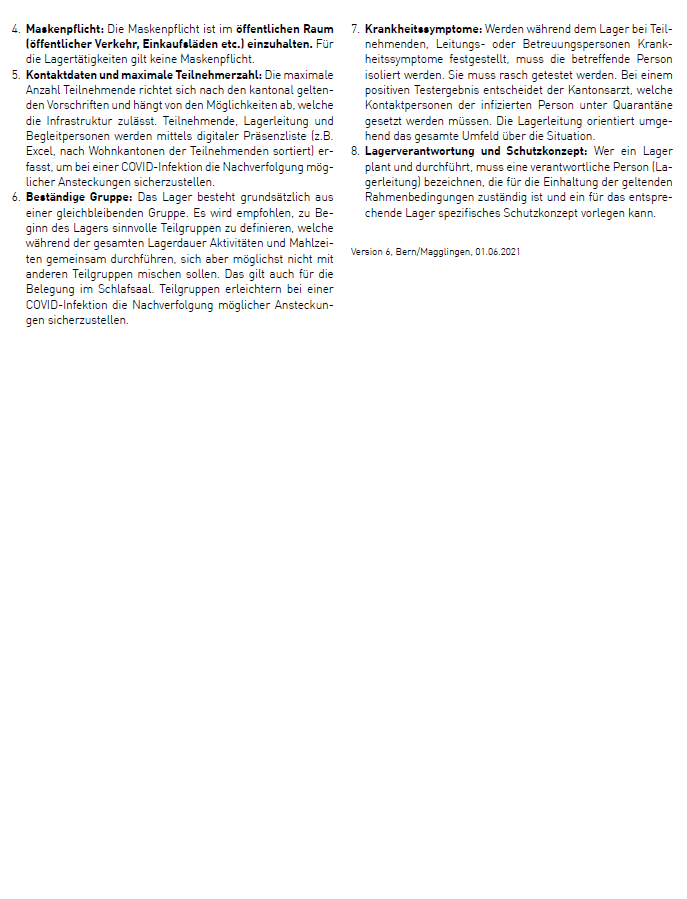 4. Maskenpflicht: Die Maskenpflicht ist im öffentlichen Raum
(öffentlicher Verkehr, Einkaufsläden etc.) einzuhalten. Für
die Lagertätigkeiten gilt keine Maskenpflicht.
5. Kontaktdaten und maximale Teilnehmerzahl: Die maximale
Anzahl Teilnehmende richtet sich nach den kantonal gelten-
den Vorschriften und hängt von den Möglichkeiten ab, welche
die Infrastruktur zulässt. Teilnehmende, Lagerleitung und
Begleitpersonen werden mittels digitaler Präsenzliste (z.B.
Excel, nach Wohnkantonen der Teilnehmenden sortiert) er-
fasst, um bei einer COVID-Infektion die Nachverfolgung mög-
licher Ansteckungen sicherzustellen.
6. Beständige Gruppe: Das Lager besteht grundsätzlich aus
einer gleichbleibenden Gruppe. Es wird empfohlen, zu Be-
ginn des Lagers sinnvolle Teilgruppen zu definieren, welche
während der gesamten Lagerdauer Aktivitäten und Mahlzei-
ten gemeinsam durchführen, sich aber möglichst nicht mit
anderen Teilgruppen mischen sollen. Das gilt auch für die
Belegung im Schlafsaal. Teilgruppen erleichtern bei einer
COVID-Infektion die Nachverfolgung möglicher Ansteckun-
gen sicherzustellen.
7. Krankheitssymptome: Werden während dem Lager bei Teil-
nehmenden, Leitungs- oder Betreuungspersonen Krank-
heitssymptome festgestellt, muss die betreffende Person
isoliert werden. Sie muss rasch getestet werden. Bei einem
positiven Testergebnis entscheidet der Kantonsarzt, welche
Kontaktpersonen der infizierten Person unter Quarantäne
gesetzt werden müssen. Die Lagerleitung orientiert umge-
hend das gesamte Umfeld über die Situation.
8. Lagerverantwortung und Schutzkonzept: Wer ein Lager
plant und durchführt, muss eine verantwortliche Person (La-
gerleitung) bezeichnen, die für die Einhaltung der geltenden
Rahmenbedingungen zuständig ist und ein für das entspre-
chende Lager spezifisches Schutzkonzept vorlegen kann.
Version 6, Bern/Magglingen, 01.06.2021